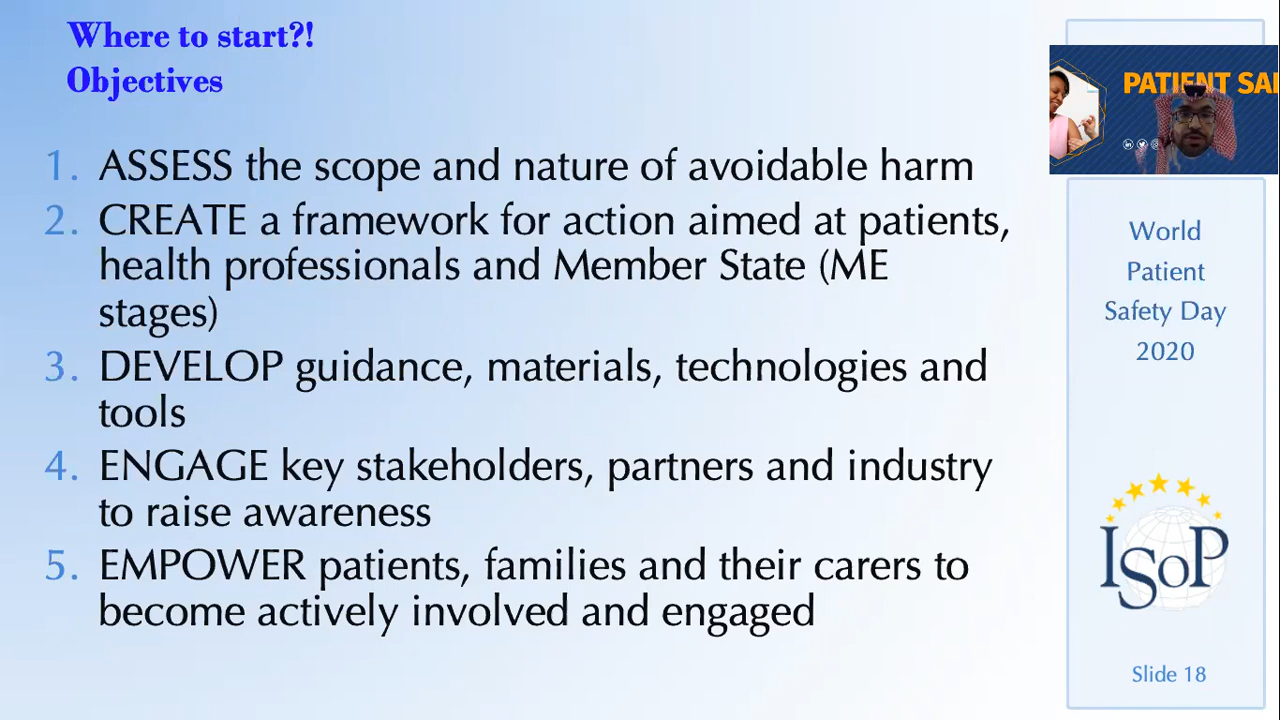 Where to start?!
Objectives
1. ASSESS the scope and nature of avoidable harm
2. CREATE a framework for action aimed at patients,
health professionals and Member State (ME
stages)
3. DEVELOP guidance, materials, technologies and
tools
4. ENGAGE key stakeholders, partners and industry
to raise awareness
5. EMPOWER patients, families and their carers to
become actively involved and engaged
PATIENT SA
World
Patient
Safety Day
2020
ISoP
Slide 18